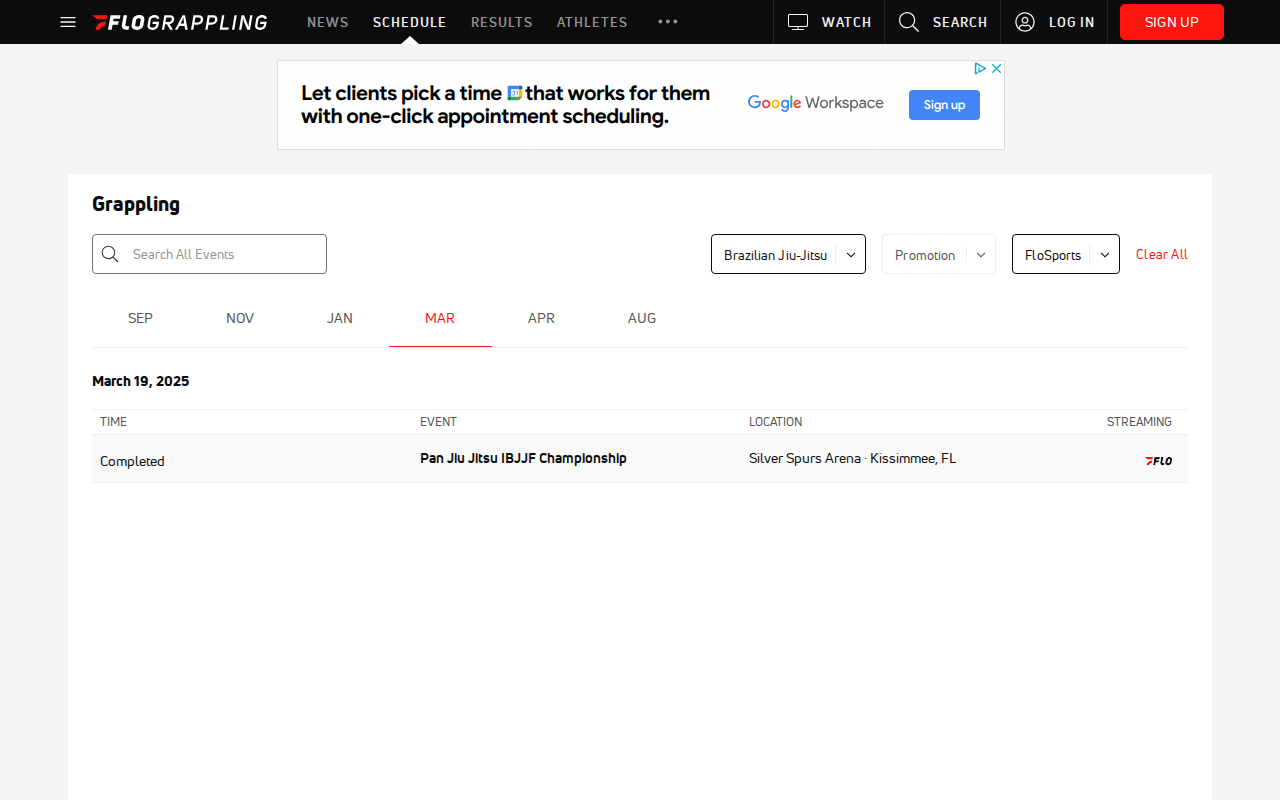 FLOGRAPPLING
NEWS SCHEDULE RESULTS ATHLETES
WATCH SEARCH LOG IN SIGN UP
Let clients pick a time 31 that works for them
with one-click appointment scheduling.
Google Workspace
Sign up
Grappling
Search All Events
Brazilian Jiu-Jitsu Promotion FloSports Clear All
SEP NOV JAN MAR APR AUG
March 19, 2025
TIME EVENT LOCATION STREAMING
Completed Pan Jiu Jitsu IBJJF Championship Silver Spurs Arena · Kissimmee, FL FLO